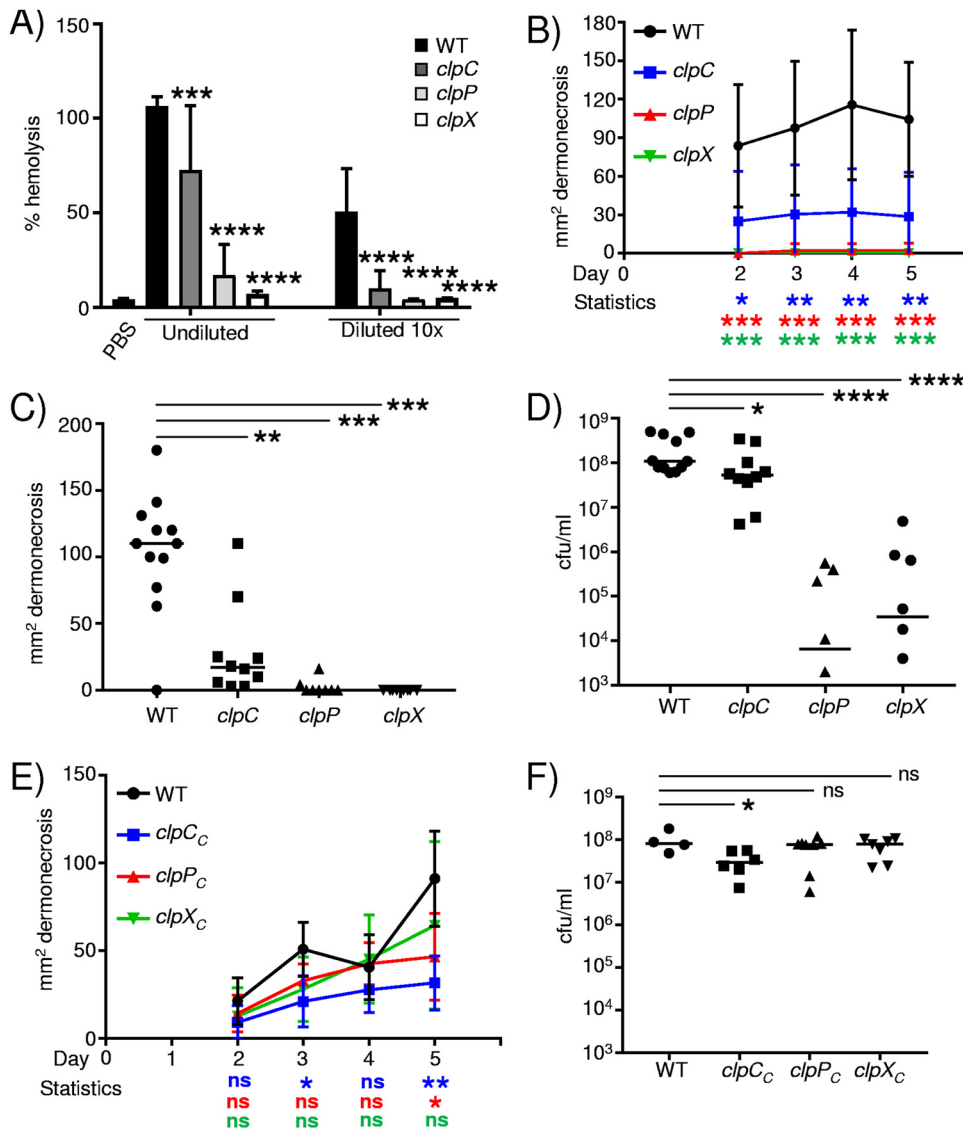 A)
% hemolysis
150
100
50
0
WT
clpC
clpP
clpX
***
****
****
****
****
****
PBS
Undiluted
Diluted 10x
B)
mm² dermonecrosis
180
150
120
90
60
30
0
WT
clpC
clpP
clpX
Day 0 2 3 4 5
Statistics * ** ** **
*** *** *** ***
*** *** *** ***
C)
mm² dermonecrosis
200
150
100
50
0
***
***
**
WT clpC clpP clpX
D)
cfu/ml
10⁹
10⁸
10⁷
10⁶
10⁵
10⁴
10³
****
****
*
WT clpC clpP clpX
E)
mm² dermonecrosis
150
100
50
0
WT
clpC_C
clpP_C
clpX_C
Day 0 1 2 3 4 5
Statistics ns * ns **
ns ns ns *
ns ns ns ns
F)
cfu/ml
10⁹
10⁸
10⁷
10⁶
10⁵
10⁴
10³
ns
ns
*
WT clpC_C clpP_C clpX_C